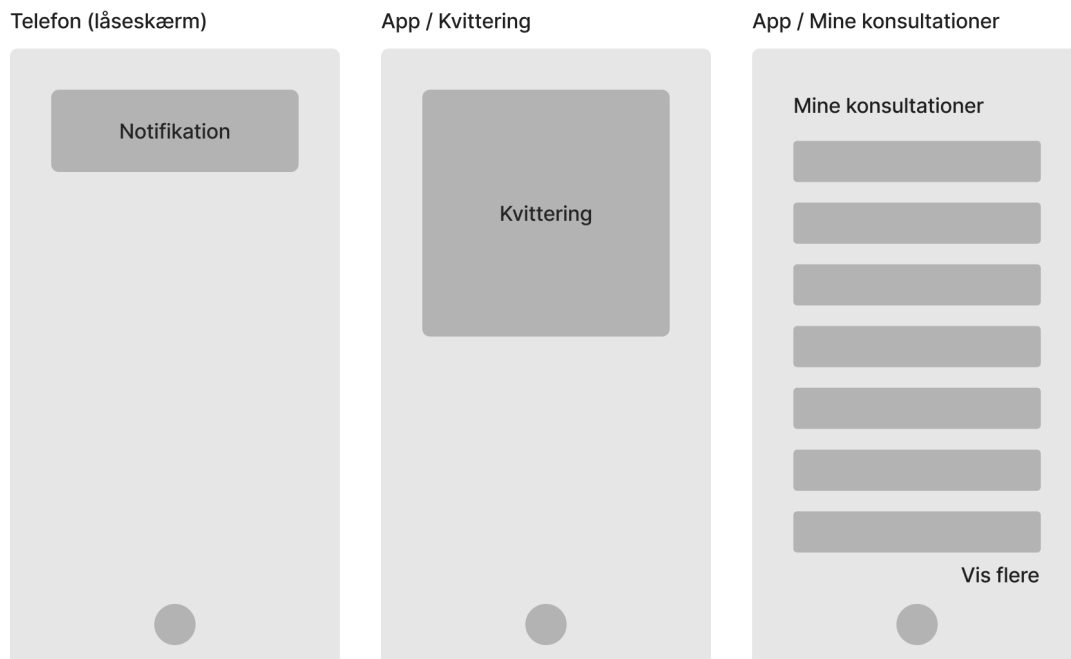 Telefon (låseskærm)
Notifikation
App / Kvittering
Kvittering
App / Mine konsultationer
Mine konsultationer
Vis flere